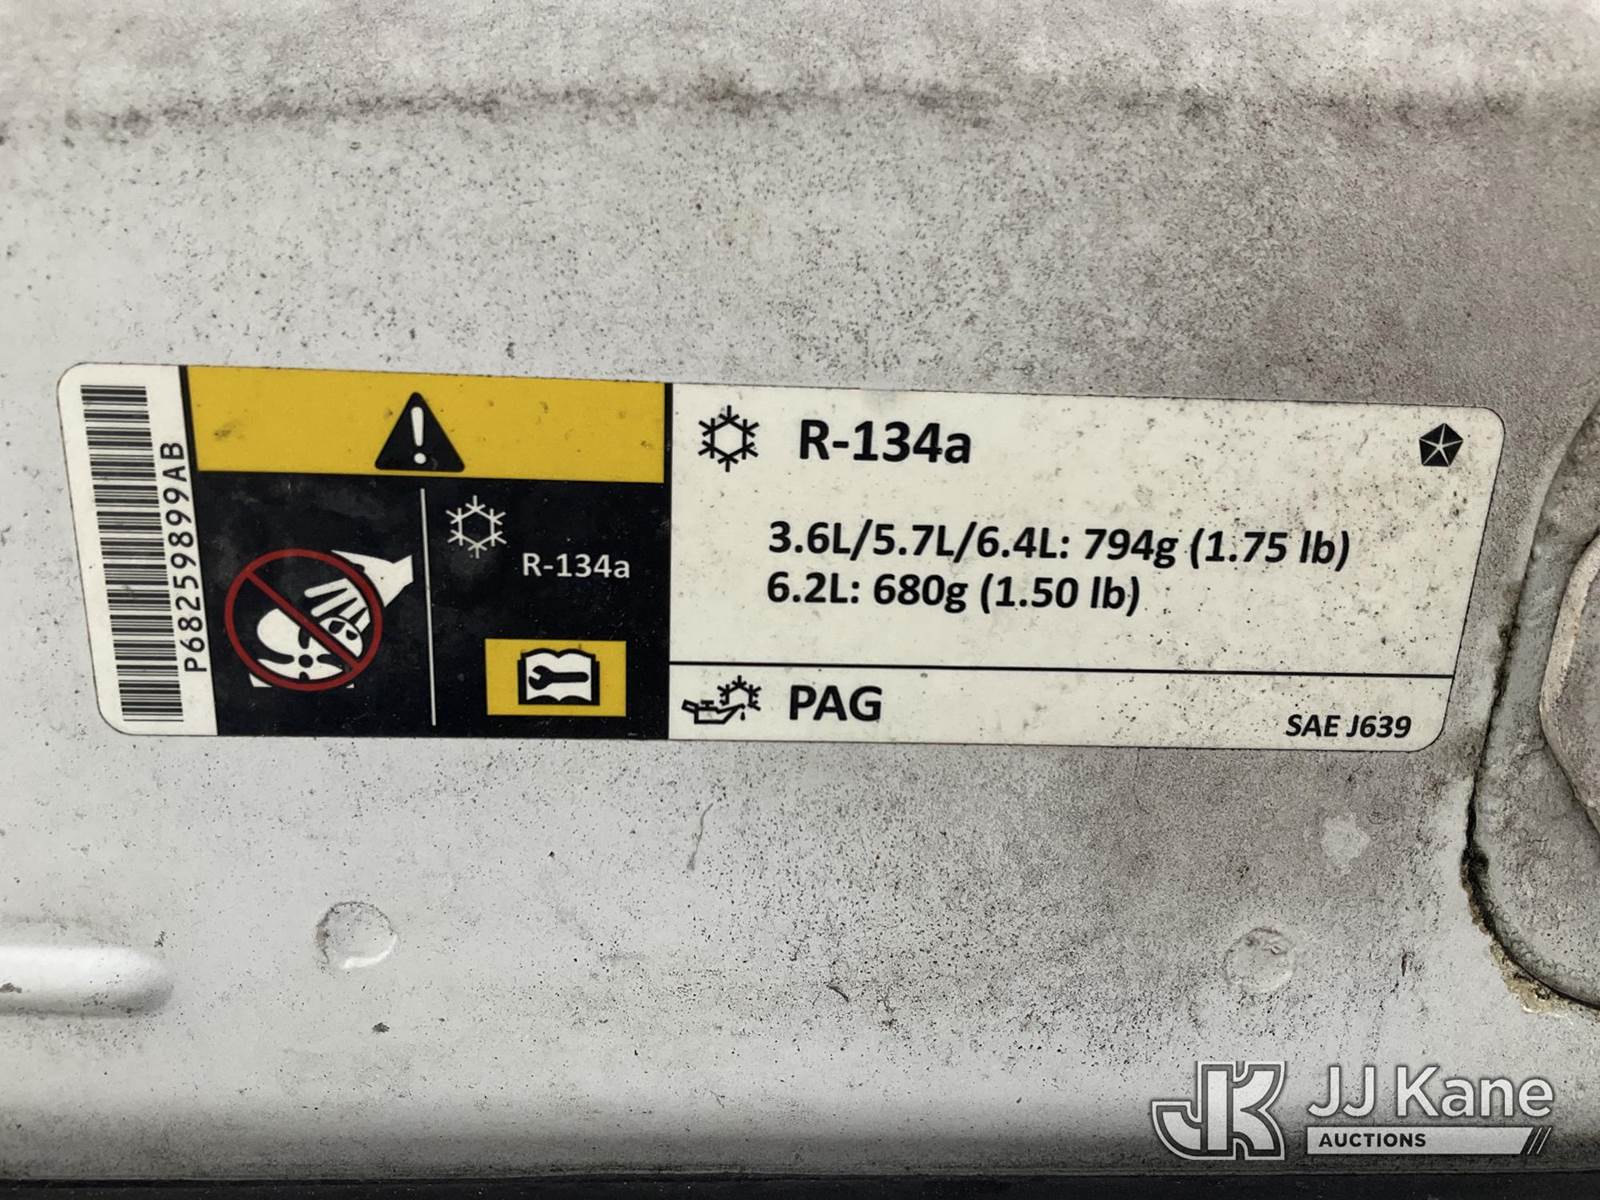 P68259899AB
R-134a
R-134a
3.6L/5.7L/6.4L: 794g (1.75 lb)
6.2L: 680g (1.50 lb)
PAG
SAE J639
JK JJ Kane
AUCTIONS